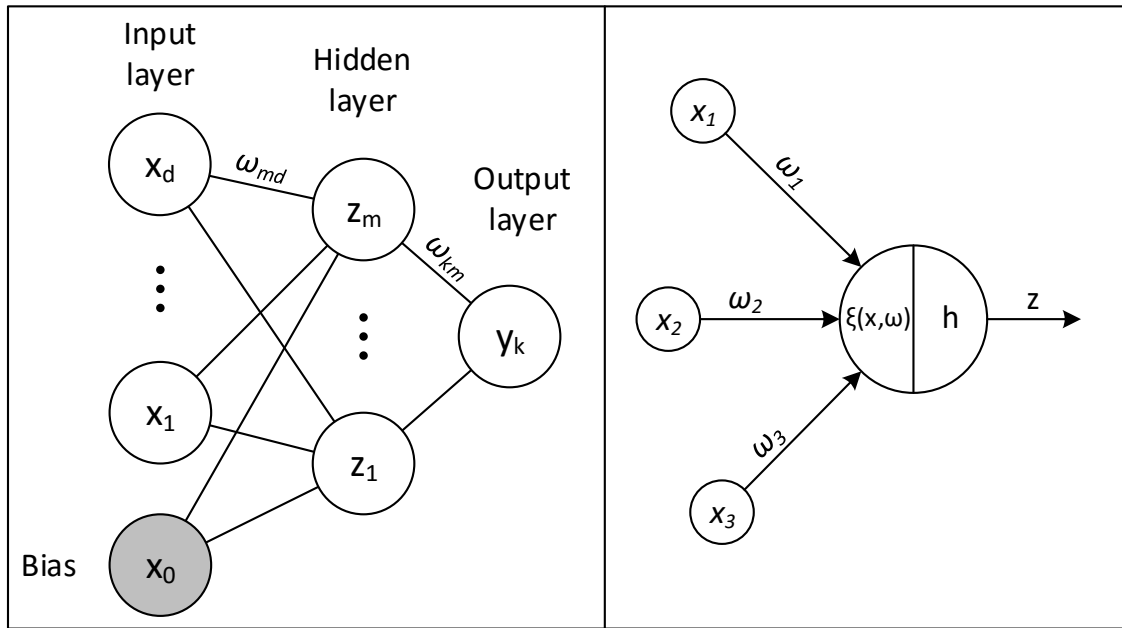 Input
layer
Hidden
layer
Output
layer
x_d
ω_md
z_m
ω_km
y_k
x_1
z_1
Bias
x_0
x_1
ω_1
x_2
ω_2
ξ(x,ω)
h
z
ω_3
x_3